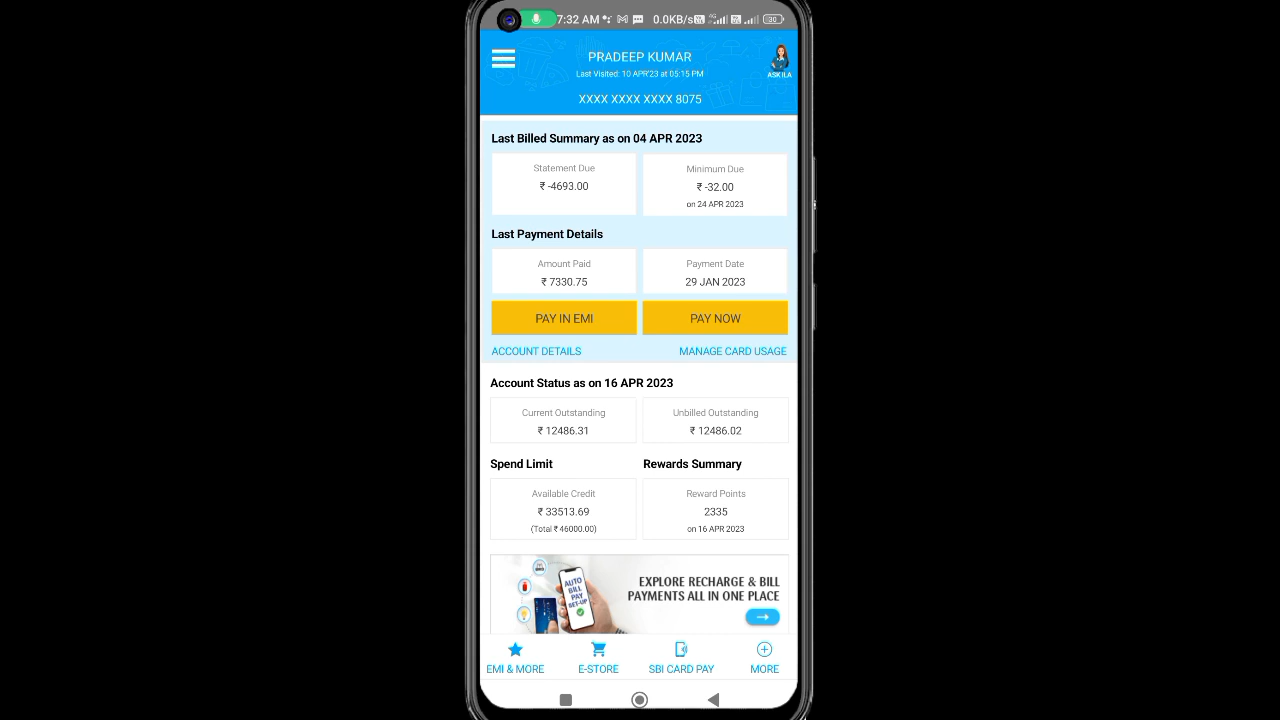 7:32 AM 0.0KB/s 4G 30
PRADEEP KUMAR
Last Visited: 10 APR'23 at 05:15 PM
ASK ILA
XXXX XXXX XXXX 8075
Last Billed Summary as on 04 APR 2023
Statement Due Minimum Due
₹ -4693.00 ₹ -32.00
on 24 APR 2023
Last Payment Details
Amount Paid Payment Date
₹ 7330.75 29 JAN 2023
PAY IN EMI PAY NOW
ACCOUNT DETAILS MANAGE CARD USAGE
Account Status as on 16 APR 2023
Current Outstanding Unbilled Outstanding
₹ 12486.31 ₹ 12486.02
Spend Limit Rewards Summary
Available Credit Reward Points
₹ 33513.69 2335
(Total ₹ 46000.00) on 16 APR 2023
AUTO
BILL
PAY
SET-UP
EXPLORE RECHARGE & BILL
PAYMENTS ALL IN ONE PLACE
EMI & MORE E-STORE SBI CARD PAY MORE